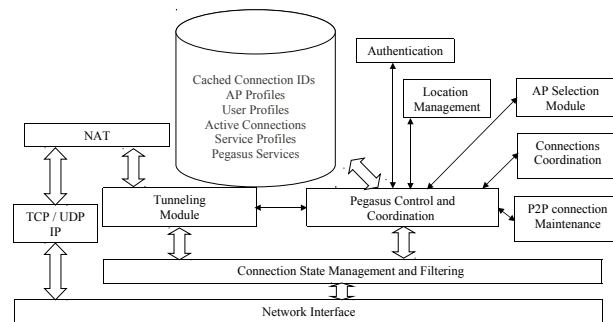 Authentication
Cached Connection IDs
AP Profiles
User Profiles
Active Connections
Service Profiles
Pegasus Services
Location
Management
AP Selection
Module
NAT
Connections
Coordination
TCP / UDP
IP
Tunneling
Module
Pegasus Control and
Coordination
P2P connection
Maintenance
Connection State Management and Filtering
Network Interface